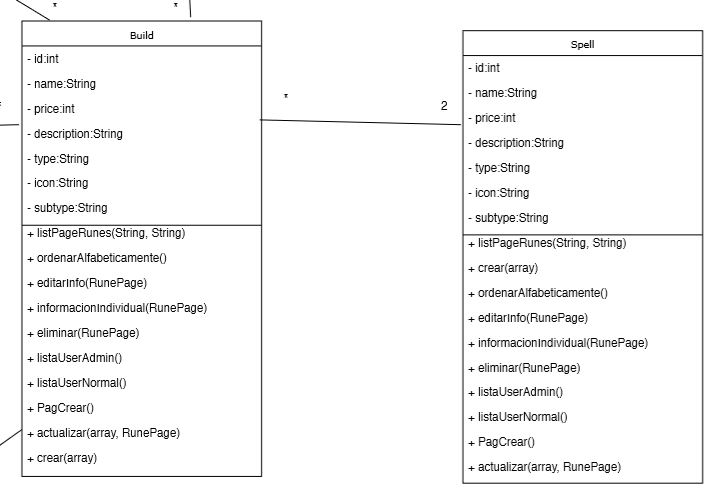 * *
Build
- id:int
- name:String
- price:int
- description:String
- type:String
- icon:String
- subtype:String
+ listPageRunes(String, String)
+ ordenarAlfabeticamente()
+ editarInfo(RunePage)
+ informacionIndividual(RunePage)
+ eliminar(RunePage)
+ listaUserAdmin()
+ listaUserNormal()
+ PagCrear()
+ actualizar(array, RunePage)
+ crear(array)
* 2
Spell
- id:int
- name:String
- price:int
- description:String
- type:String
- icon:String
- subtype:String
+ listPageRunes(String, String)
+ crear(array)
+ ordenarAlfabeticamente()
+ editarInfo(RunePage)
+ informacionIndividual(RunePage)
+ eliminar(RunePage)
+ listaUserAdmin()
+ listaUserNormal()
+ PagCrear()
+ actualizar(array, RunePage)